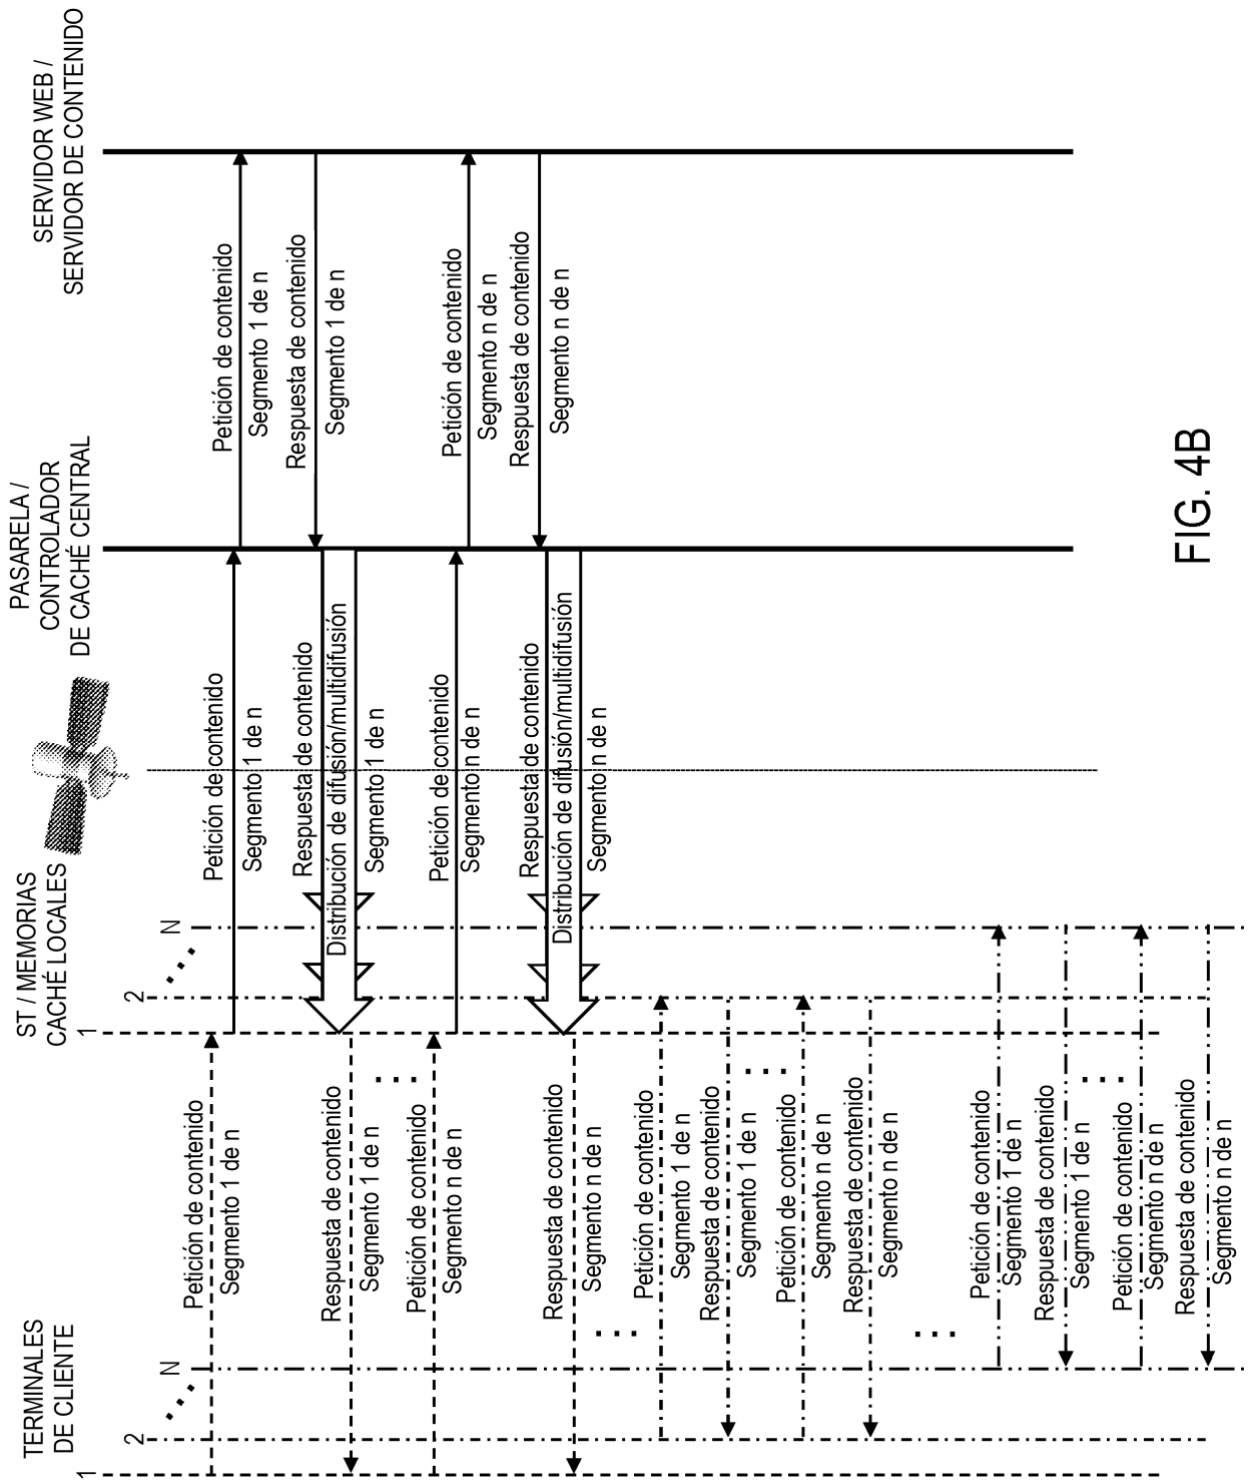 TERMINALES
DE CLIENTE
ST / MEMORIAS
CACHÉ LOCALES
PASARELA /
CONTROLADOR
DE CACHÉ CENTRAL
SERVIDOR WEB /
SERVIDOR DE CONTENIDO
1
2
N
1
2
N
Petición de contenido
Segmento 1 de n
Petición de contenido
Segmento 1 de n
Petición de contenido
Segmento 1 de n
Respuesta de contenido
Segmento 1 de n
Respuesta de contenido
Distribución de difusión/multidifusión
Segmento 1 de n
Respuesta de contenido
Segmento 1 de n
Petición de contenido
Segmento n de n
Petición de contenido
Segmento n de n
Petición de contenido
Segmento n de n
Respuesta de contenido
Segmento n de n
Respuesta de contenido
Distribución de difusión/multidifusión
Segmento n de n
Respuesta de contenido
Segmento n de n
Petición de contenido
Segmento 1 de n
Respuesta de contenido
Segmento 1 de n
Petición de contenido
Segmento n de n
Respuesta de contenido
Segmento n de n
Petición de contenido
Segmento 1 de n
Respuesta de contenido
Segmento 1 de n
Petición de contenido
Segmento n de n
Respuesta de contenido
Segmento n de n
FIG. 4B